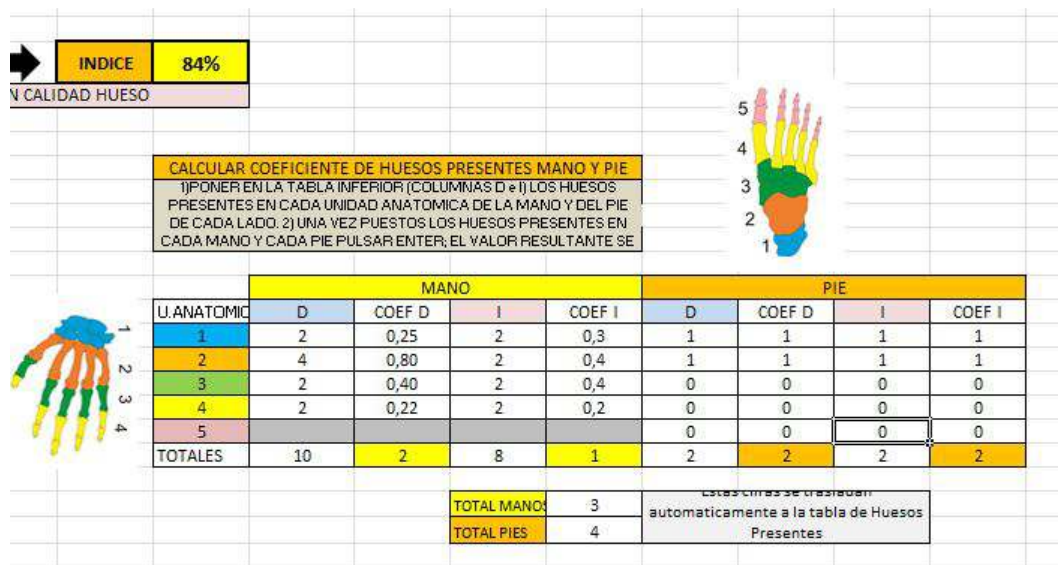 INDICE 84%
N CALIDAD HUESO
5
4
3
2
1
CALCULAR COEFICIENTE DE HUESOS PRESENTES MANO Y PIE
1)PONER EN LA TABLA INFERIOR (COLUMNAS D e I) LOS HUESOS
PRESENTES EN CADA UNIDAD ANATOMICA DE LA MANO Y DEL PIE
DE CADA LADO. 2) UNA VEZ PUESTOS LOS HUESOS PRESENTES EN
CADA MANO Y CADA PIE PULSAR ENTER; EL VALOR RESULTANTE SE
MANO PIE
U.ANATOMIC D COEF D I COEF I D COEF D I COEF I
1 2 0,25 2 0,3 1 1 1 1
2 4 0,80 2 0,4 1 1 1 1
3 2 0,40 2 0,4 0 0 0 0
4 2 0,22 2 0,2 0 0 0 0
5 0 0 0 0
TOTALES 10 2 8 1 2 2 2 2
1
2
3
4
TOTAL MANOS 3
TOTAL PIES 4
Estas cifras se trasladan
automaticamente a la tabla de Huesos
Presentes